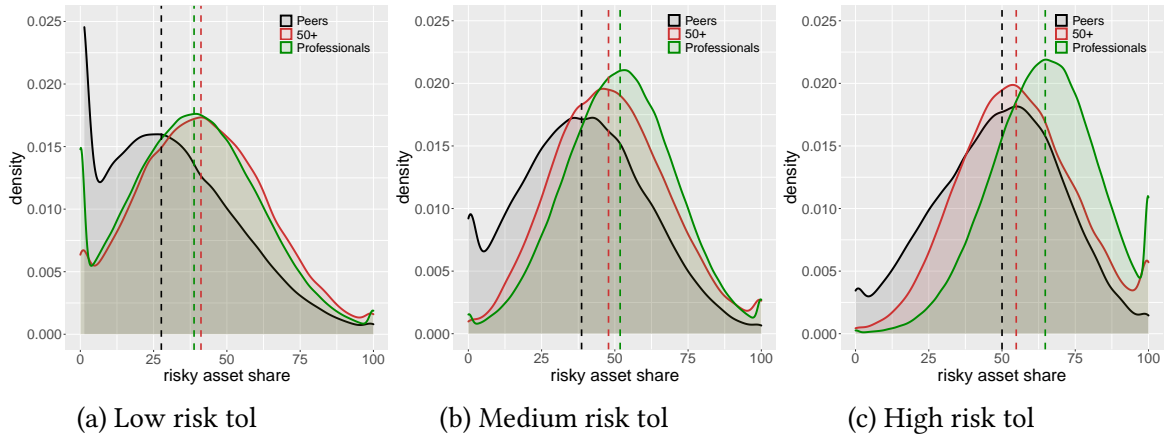 0.025
0.020
0.015
0.010
0.005
0.000
density
0 25 50 75 100
risky asset share
Peers
50+
Professionals
(a) Low risk tol
0.025
0.020
0.015
0.010
0.005
0.000
density
0 25 50 75 100
risky asset share
Peers
50+
Professionals
(b) Medium risk tol
0.025
0.020
0.015
0.010
0.005
0.000
density
0 25 50 75 100
risky asset share
Peers
50+
Professionals
(c) High risk tol